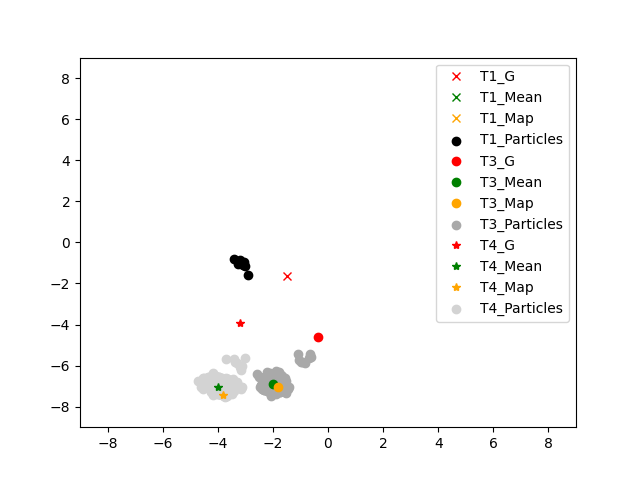 8
6
4
2
0
−2
−4
−6
−8
−8 −6 −4 −2 0 2 4 6 8
T1_G
T1_Mean
T1_Map
T1_Particles
T3_G
T3_Mean
T3_Map
T3_Particles
T4_G
T4_Mean
T4_Map
T4_Particles